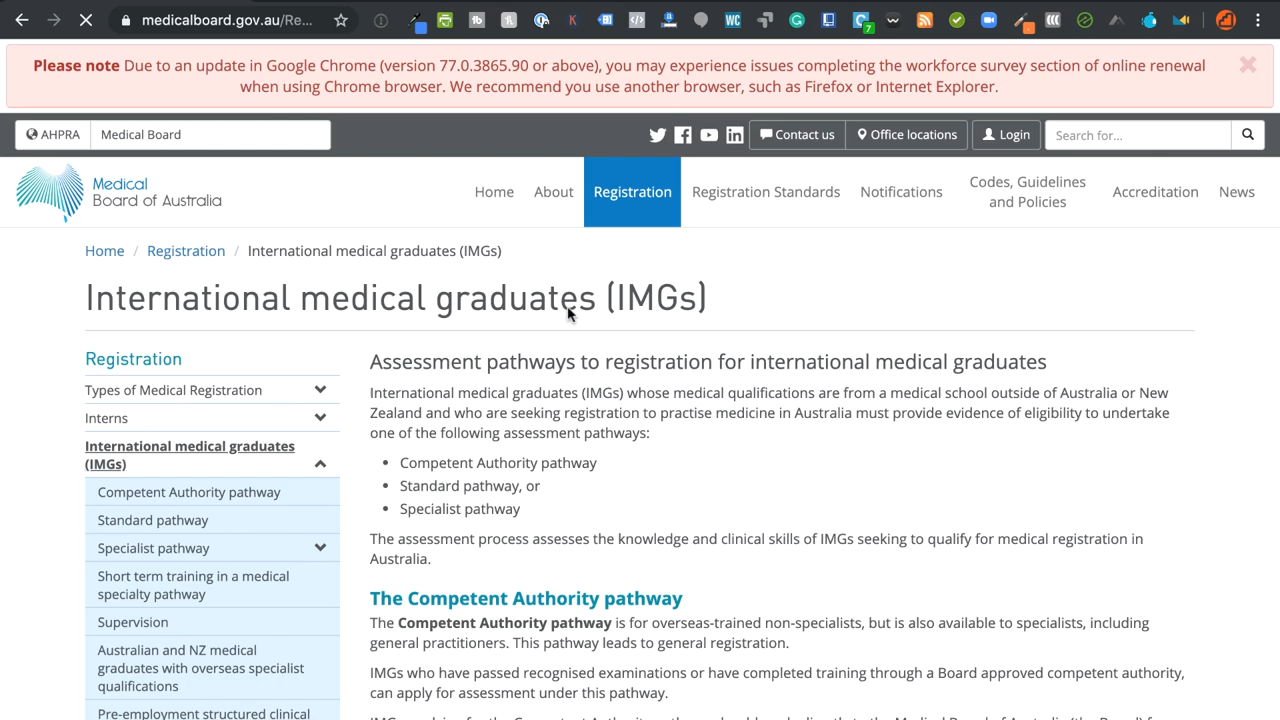 medicalboard.gov.au/Re...
Please note Due to an update in Google Chrome (version 77.0.3865.90 or above), you may experience issues completing the workforce survey section of online renewal
when using Chrome browser. We recommend you use another browser, such as Firefox or Internet Explorer.
AHPRA Medical Board Contact us Office locations Login Search for...
Medical
Board of Australia
Home About Registration Registration Standards Notifications Codes, Guidelines and Policies Accreditation News
Home / Registration / International medical graduates (IMGs)
International medical graduates (IMGs)
Registration
Types of Medical Registration
Interns
International medical graduates
(IMGs)
Competent Authority pathway
Standard pathway
Specialist pathway
Short term training in a medical
specialty pathway
Supervision
Australian and NZ medical
graduates with overseas specialist
qualifications
Pre-employment structured clinical
Assessment pathways to registration for international medical graduates
International medical graduates (IMGs) whose medical qualifications are from a medical school outside of Australia or New
Zealand and who are seeking registration to practise medicine in Australia must provide evidence of eligibility to undertake
one of the following assessment pathways:
• Competent Authority pathway
• Standard pathway, or
• Specialist pathway
The assessment process assesses the knowledge and clinical skills of IMGs seeking to qualify for medical registration in
Australia.
The Competent Authority pathway
The Competent Authority pathway is for overseas-trained non-specialists, but is also available to specialists, including
general practitioners. This pathway leads to general registration.
IMGs who have passed recognised examinations or have completed training through a Board approved competent authority,
can apply for assessment under this pathway.